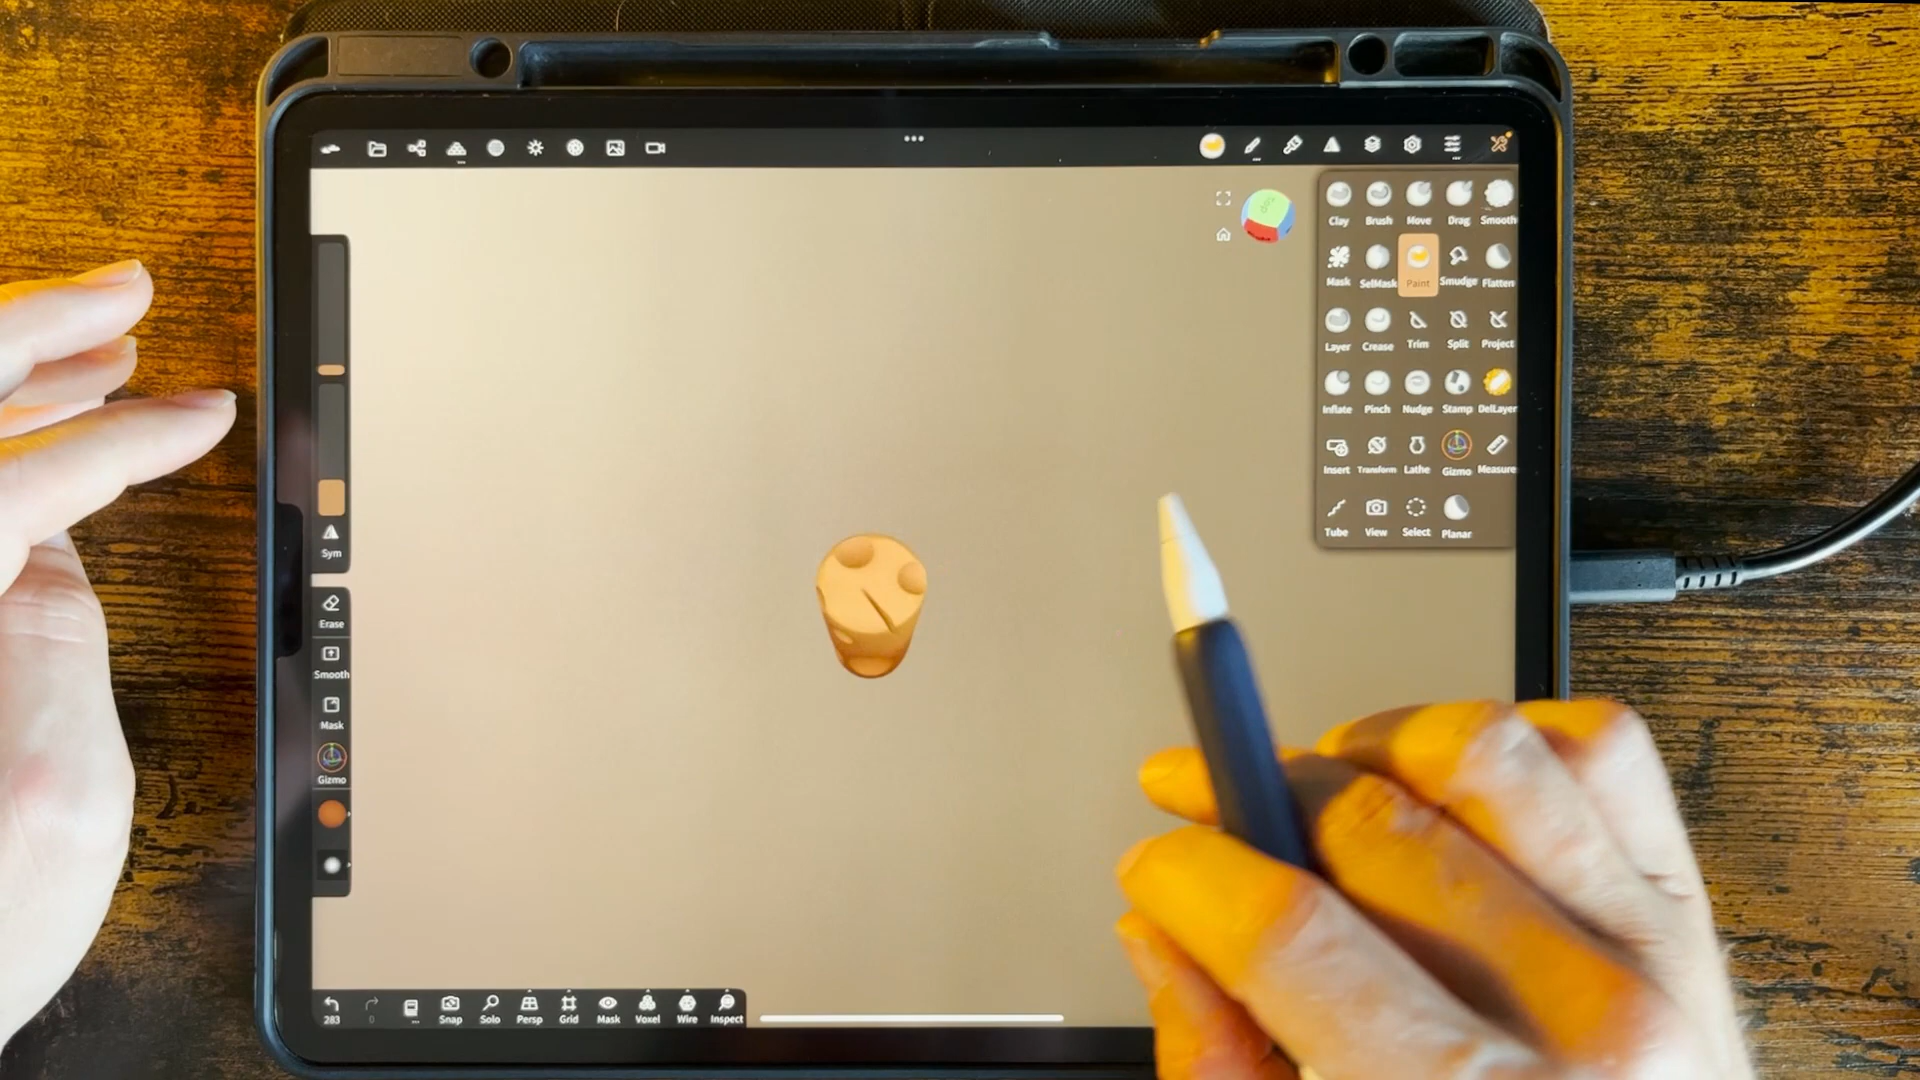 Clay Brush Move Drag Smooth
Mask SelMask Paint Smudge Flatten
Layer Crease Trim Split Project
Inflate Pinch Nudge Stamp DelLayer
Insert Transform Lathe Gizmo Measure
Tube View Select Planar
Sym
Erase
Smooth
Mask
Gizmo
283 0 Snap Solo Persp Grid Mask Voxel Wire Inspect